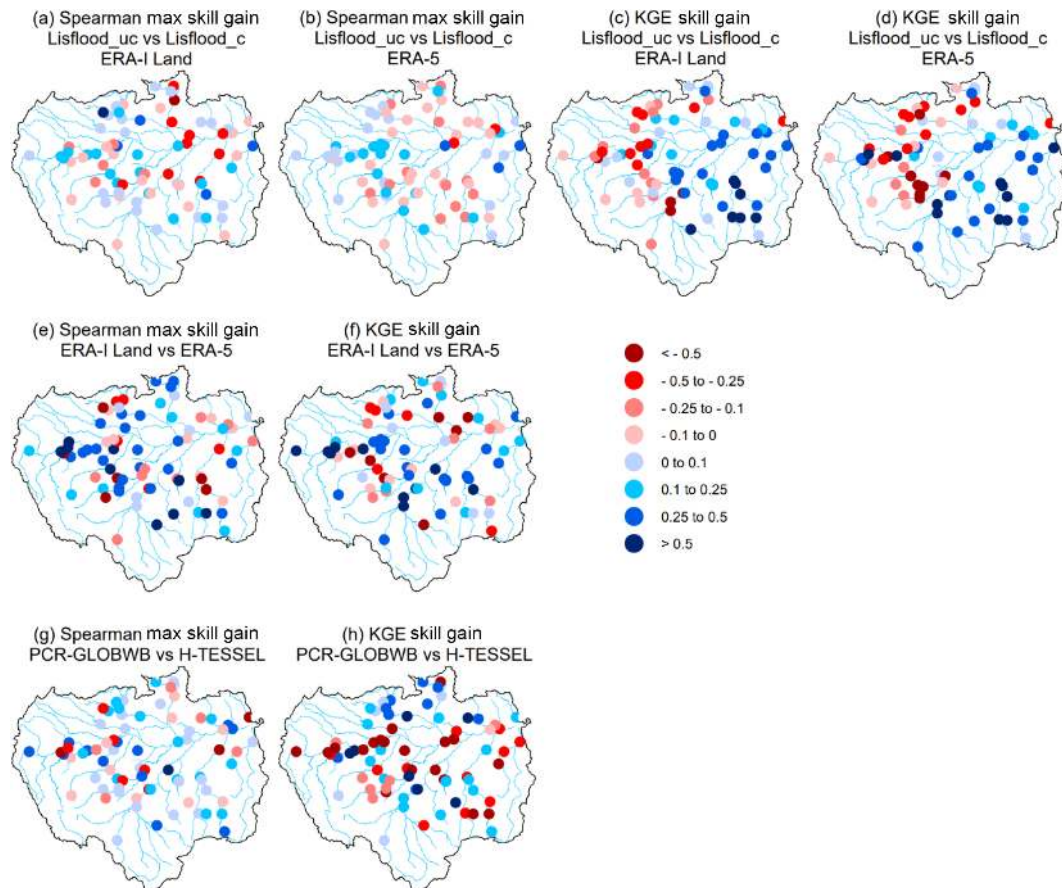 (a) Spearman max skill gain
Lisflood_uc vs Lisflood_c
ERA-I Land
(b) Spearman max skill gain
Lisflood_uc vs Lisflood_c
ERA-5
(c) KGE skill gain
Lisflood_uc vs Lisflood_c
ERA-I Land
(d) KGE skill gain
Lisflood_uc vs Lisflood_c
ERA-5
(e) Spearman max skill gain
ERA-I Land vs ERA-5
(f) KGE skill gain
ERA-I Land vs ERA-5
< - 0.5
- 0.5 to - 0.25
- 0.25 to - 0.1
- 0.1 to 0
0 to 0.1
0.1 to 0.25
0.25 to 0.5
> 0.5
(g) Spearman max skill gain
PCR-GLOBWB vs H-TESSEL
(h) KGE skill gain
PCR-GLOBWB vs H-TESSEL